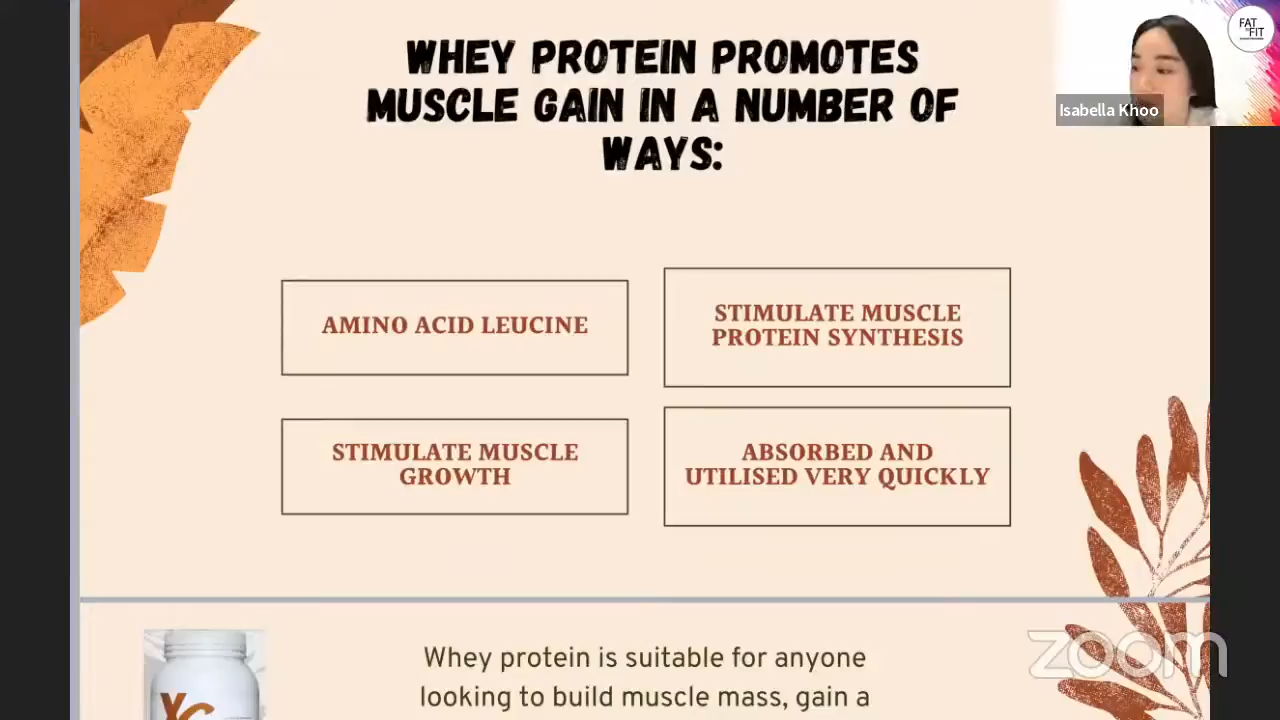 WHEY PROTEIN PROMOTES
MUSCLE GAIN IN A NUMBER OF
WAYS:
FAT
FIT
Isabella Khoo
AMINO ACID LEUCINE
STIMULATE MUSCLE
PROTEIN SYNTHESIS
STIMULATE MUSCLE
GROWTH
ABSORBED AND
UTILISED VERY QUICKLY
Whey protein is suitable for anyone
looking to build muscle mass, gain a
zoom